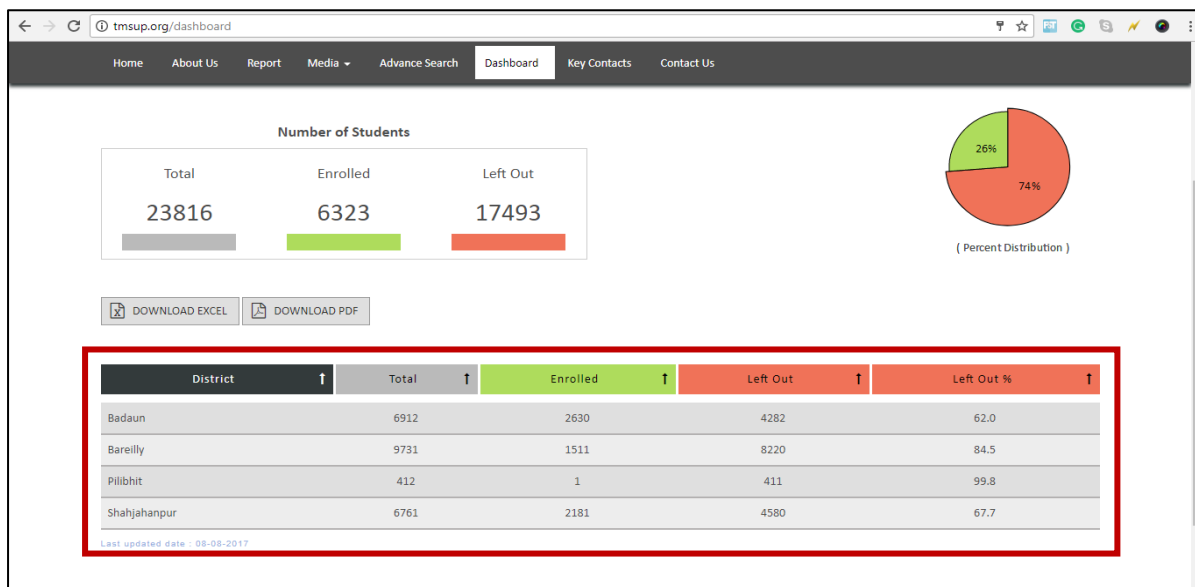 tmsup.org/dashboard
Home About Us Report Media Advance Search Dashboard Key Contacts Contact Us
Number of Students
Total Enrolled Left Out
23816 6323 17493
26%
74%
( Percent Distribution )
DOWNLOAD EXCEL DOWNLOAD PDF
District Total Enrolled Left Out Left Out %
Badaun 6912 2630 4282 62.0
Bareilly 9731 1511 8220 84.5
Pilibhit 412 1 411 99.8
Shahjahanpur 6761 2181 4580 67.7
Last updated date : 08-08-2017